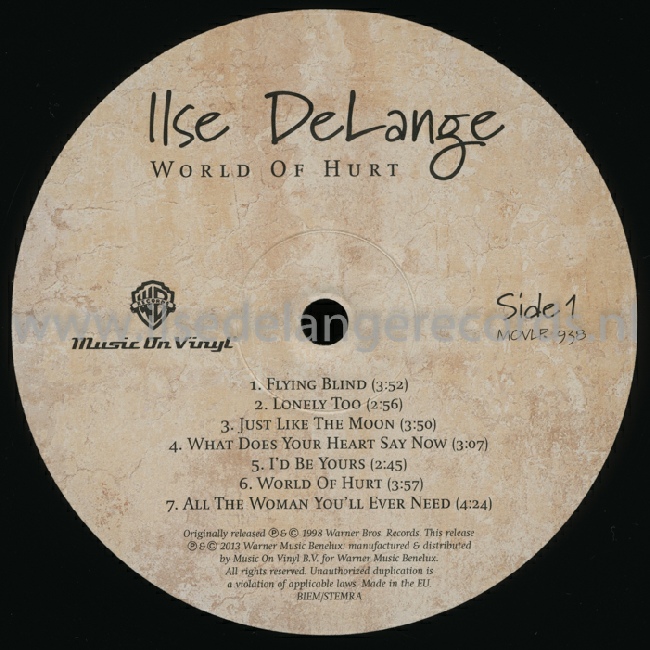 Ilse DeLange
World Of Hurt
Side 1
www.ilsedelangerecords.nl
MOVLP 938
Music On Vinyl
1. Flying Blind (3:52)
2. Lonely Too (2:56)
3. Just Like The Moon (3:50)
4. What Does Your Heart Say Now (3:07)
5. I'd Be Yours (2:45)
6. World Of Hurt (3:57)
7. All The Woman You'll Ever Need (4:24)
Originally released ℗ & © 1998 Warner Bros. Records. This release
℗ & © 2013 Warner Music Benelux. manufactured & distributed
by Music On Vinyl B.V. for Warner Music Benelux.
All rights reserved. Unauthorized duplication is
a violation of applicable laws. Made in the EU.
BIEM/STEMRA